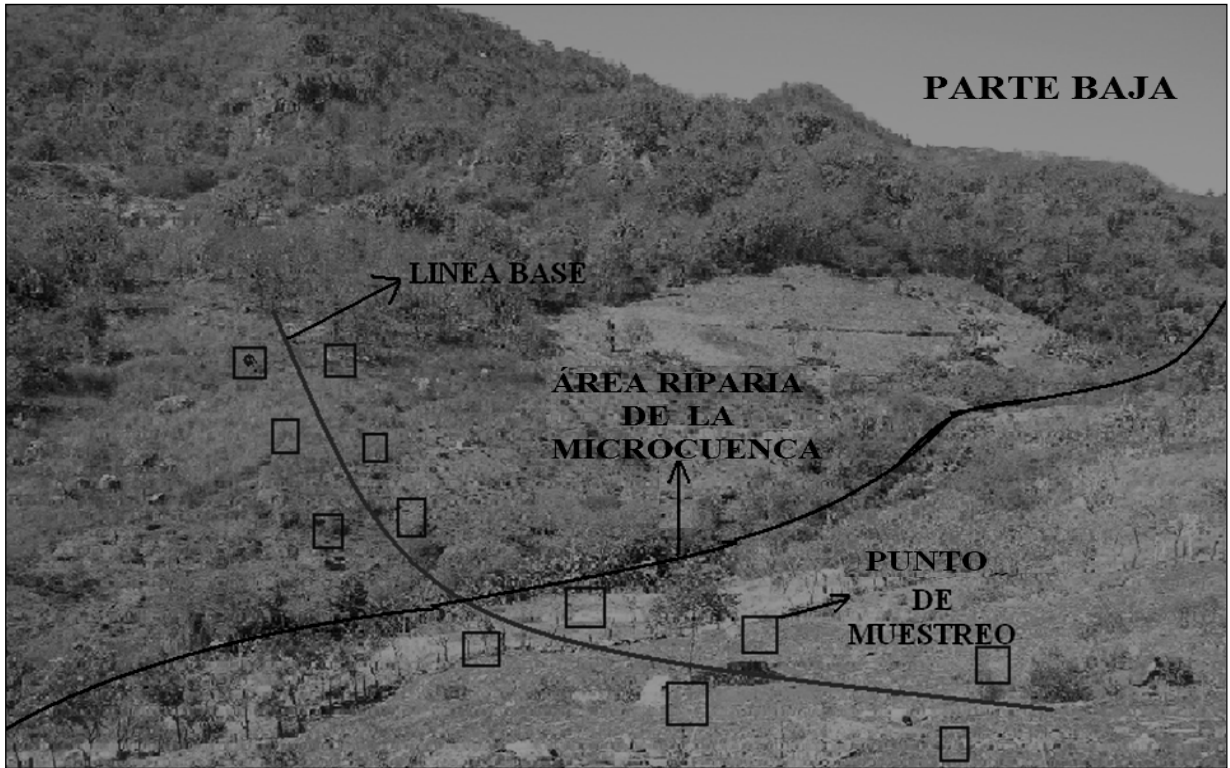 PARTE BAJA
LINEA BASE
ÁREA RIPARIA
DE LA
MICROCUENCA
PUNTO
DE
MUESTREO